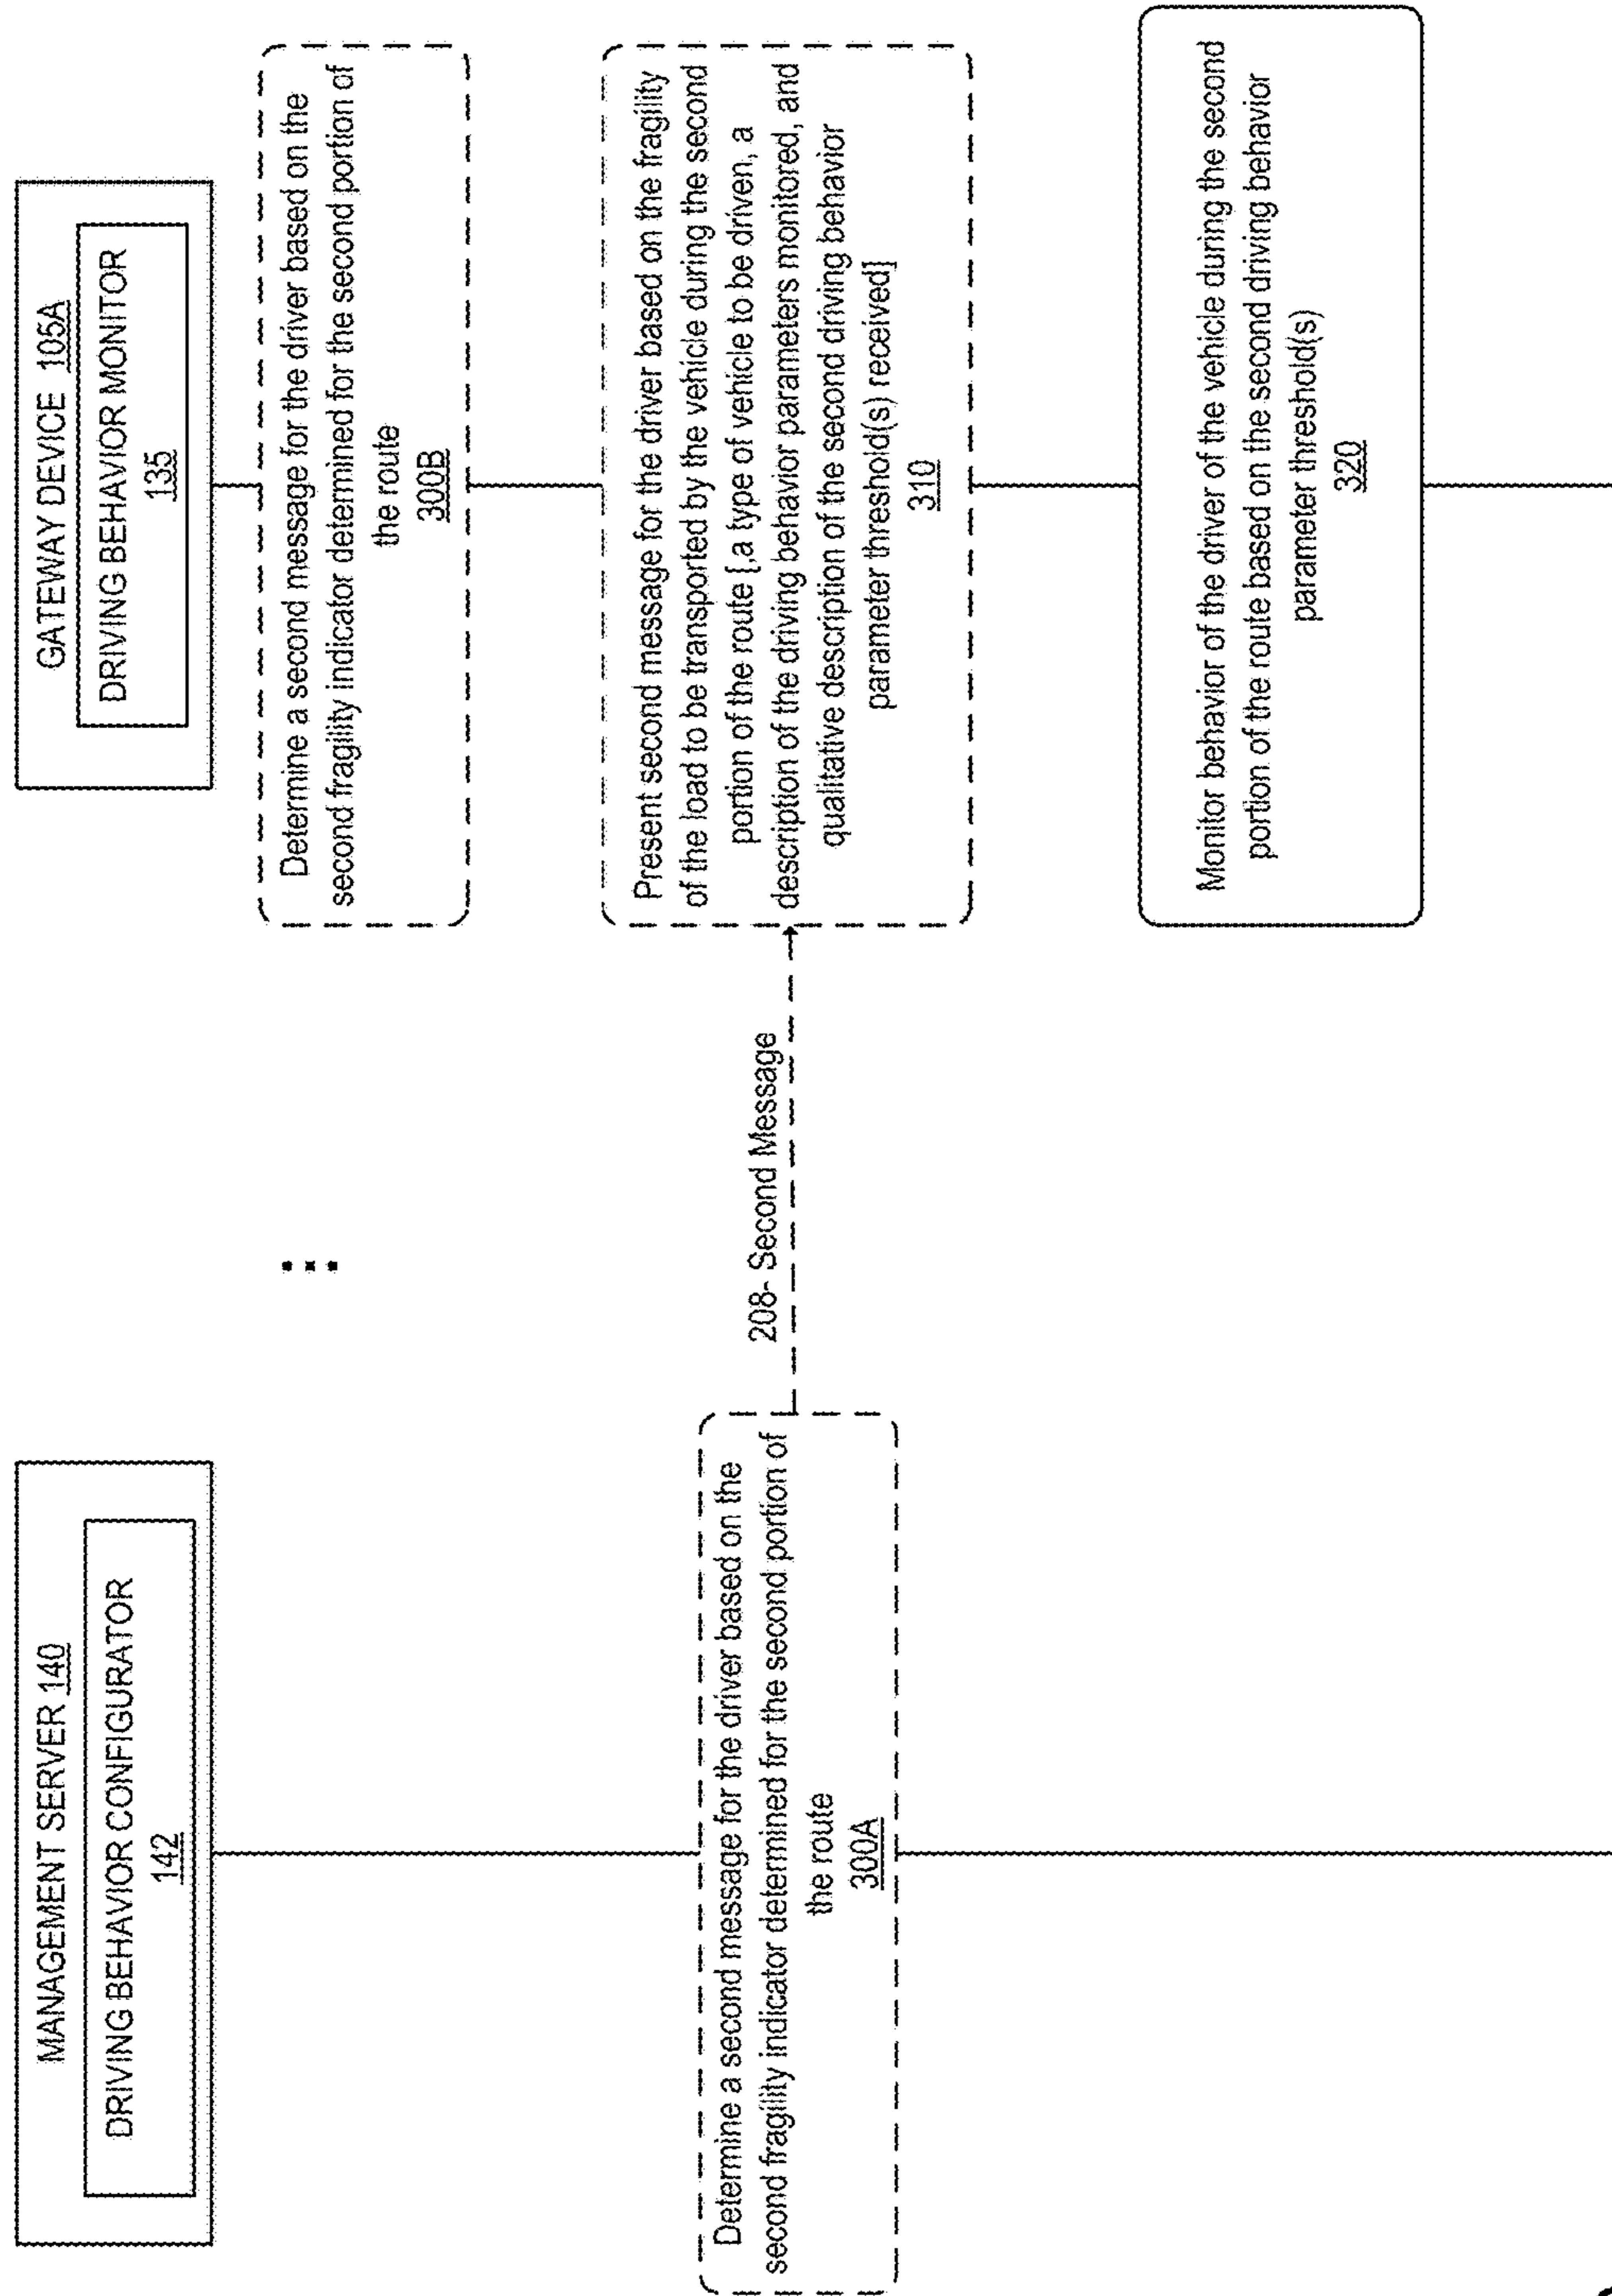 MANAGEMENT SERVER 140
DRIVING BEHAVIOR CONFIGURATOR
142
GATEWAY DEVICE 105A
DRIVING BEHAVIOR MONITOR
135
Determine a second message for the driver based on the
second fragility indicator determined for the second portion of
the route
300B
Determine a second message for the driver based on the
second fragility indicator determined for the second portion of
the route
300A
208- Second Message
Present second message for the driver based on the fragility
of the load to be transported by the vehicle during the second
portion of the route [,a type of vehicle to be driven, a
description of the driving behavior parameters monitored, and
qualitative description of the second driving behavior
parameter threshold(s) received]
310
Monitor behavior of the driver of the vehicle during the second
portion of the route based on the second driving behavior
parameter threshold(s)
320